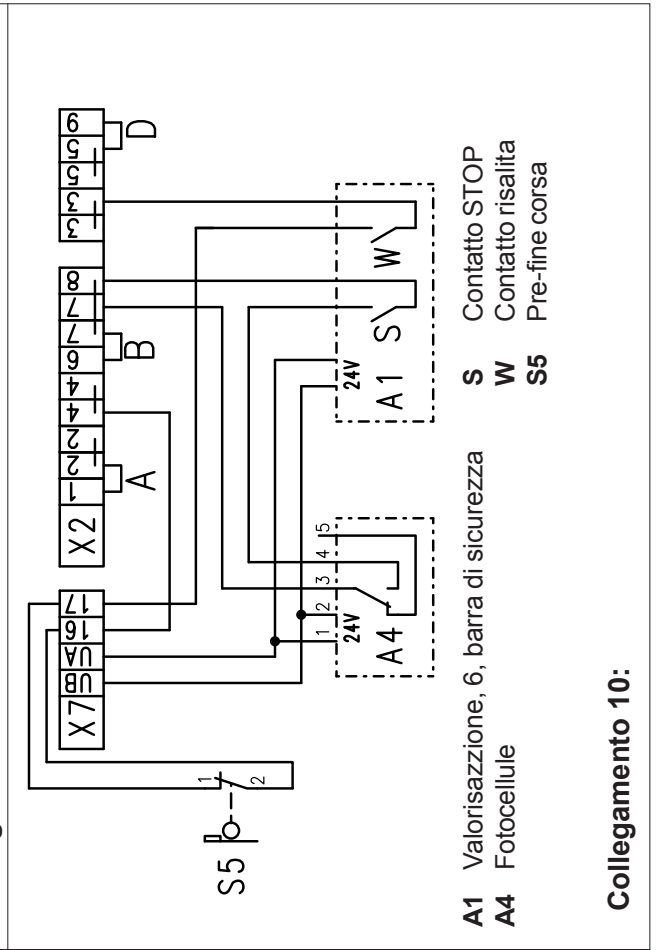 X7 UB UA 16 17
X2 1 2 2 4 4 6 7 7 8 3 3 5 5 9
A B D
S5 1 2
1 2 3 4 5
24V
A4
24V
A1 S W
A1 Valorisazzione, 6, barra di sicurezza
A4 Fotocellule
S Contatto STOP
W Contatto risalita
S5 Pre-fine corsa
Collegamento 10: